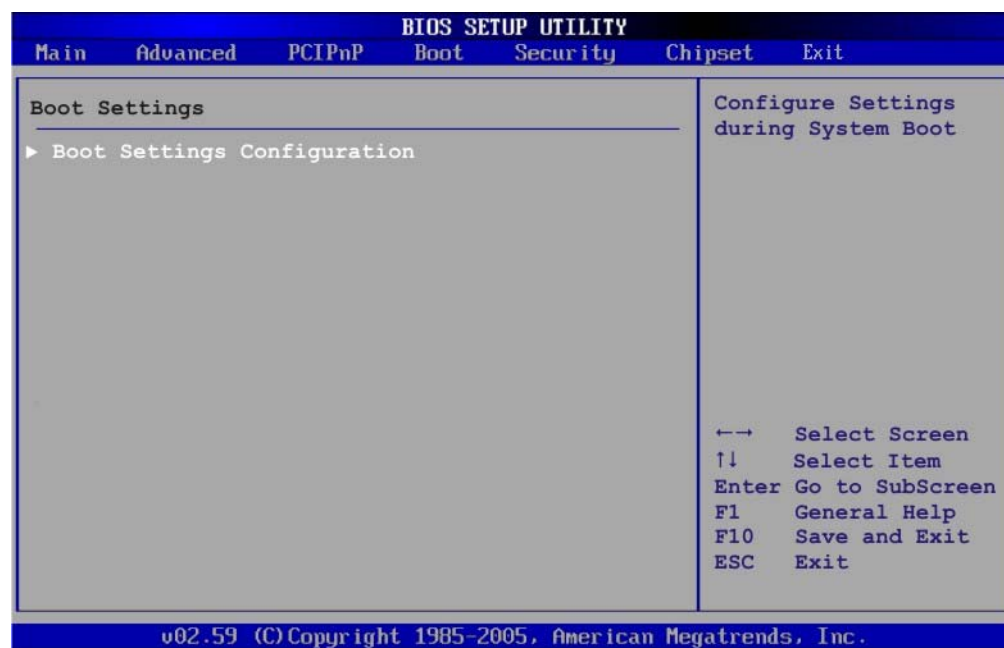 BIOS SETUP UTILITY
Main Advanced PCIPnP Boot Security Chipset Exit
Boot Settings
▶ Boot Settings Configuration
Configure Settings
during System Boot
←→ Select Screen
↑↓ Select Item
Enter Go to SubScreen
F1 General Help
F10 Save and Exit
ESC Exit
v02.59 (C)Copyright 1985-2005, American Megatrends, Inc.